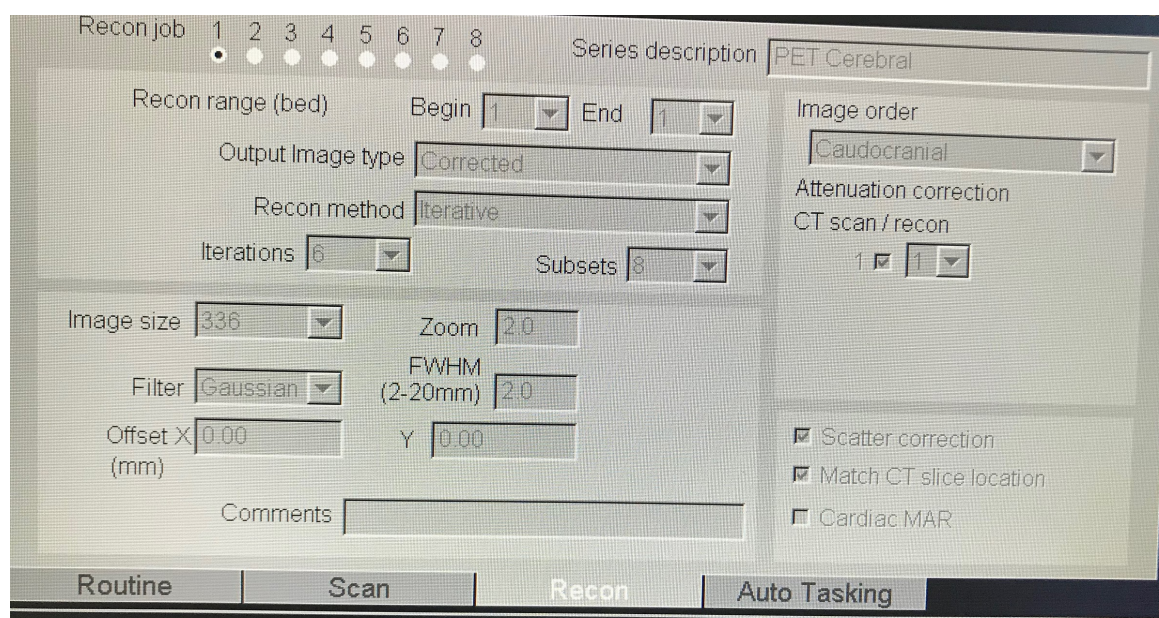 Recon job 1 2 3 4 5 6 7 8
Series description PET Cerebral
Recon range (bed) Begin 1 End 1
Output Image type Corrected
Recon method Iterative
Iterations 6 Subsets 8
Image order
Caudocranial
Attenuation correction
CT scan / recon
1 1
Image size 336 Zoom 2.0
Filter Gaussian FWHM
(2-20mm) 2.0
Offset X 0.00 Y 0.00
(mm)
Comments
Scatter correction
Match CT slice location
Cardiac MAR
Routine Scan Recon Auto Tasking